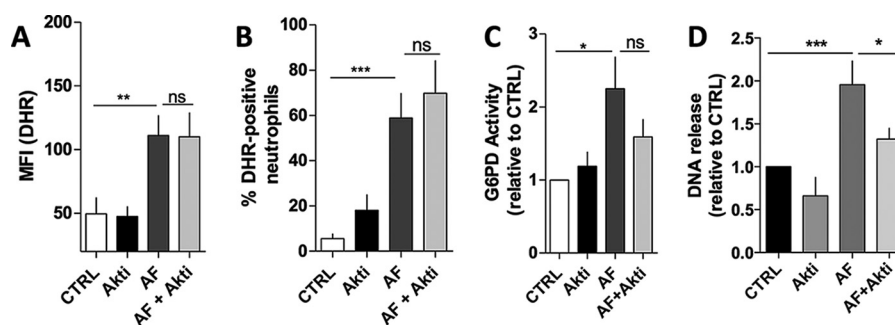 A
MFI (DHR)
200
150
100
50
**
ns
CTRL
Akti
AF
AF + Akti
B
% DHR-positive
neutrophils
100
80
60
40
20
0
***
ns
CTRL
Akti
AF
AF + Akti
C
G6PD Activity
(relative to CTRL)
3
2
1
0
*
ns
CTRL
Akti
AF
AF+Akti
D
DNA release
(relative to CTRL)
2.5
2.0
1.5
1.0
0.5
0.0
***
*
CTRL
Akti
AF
AF+Akti